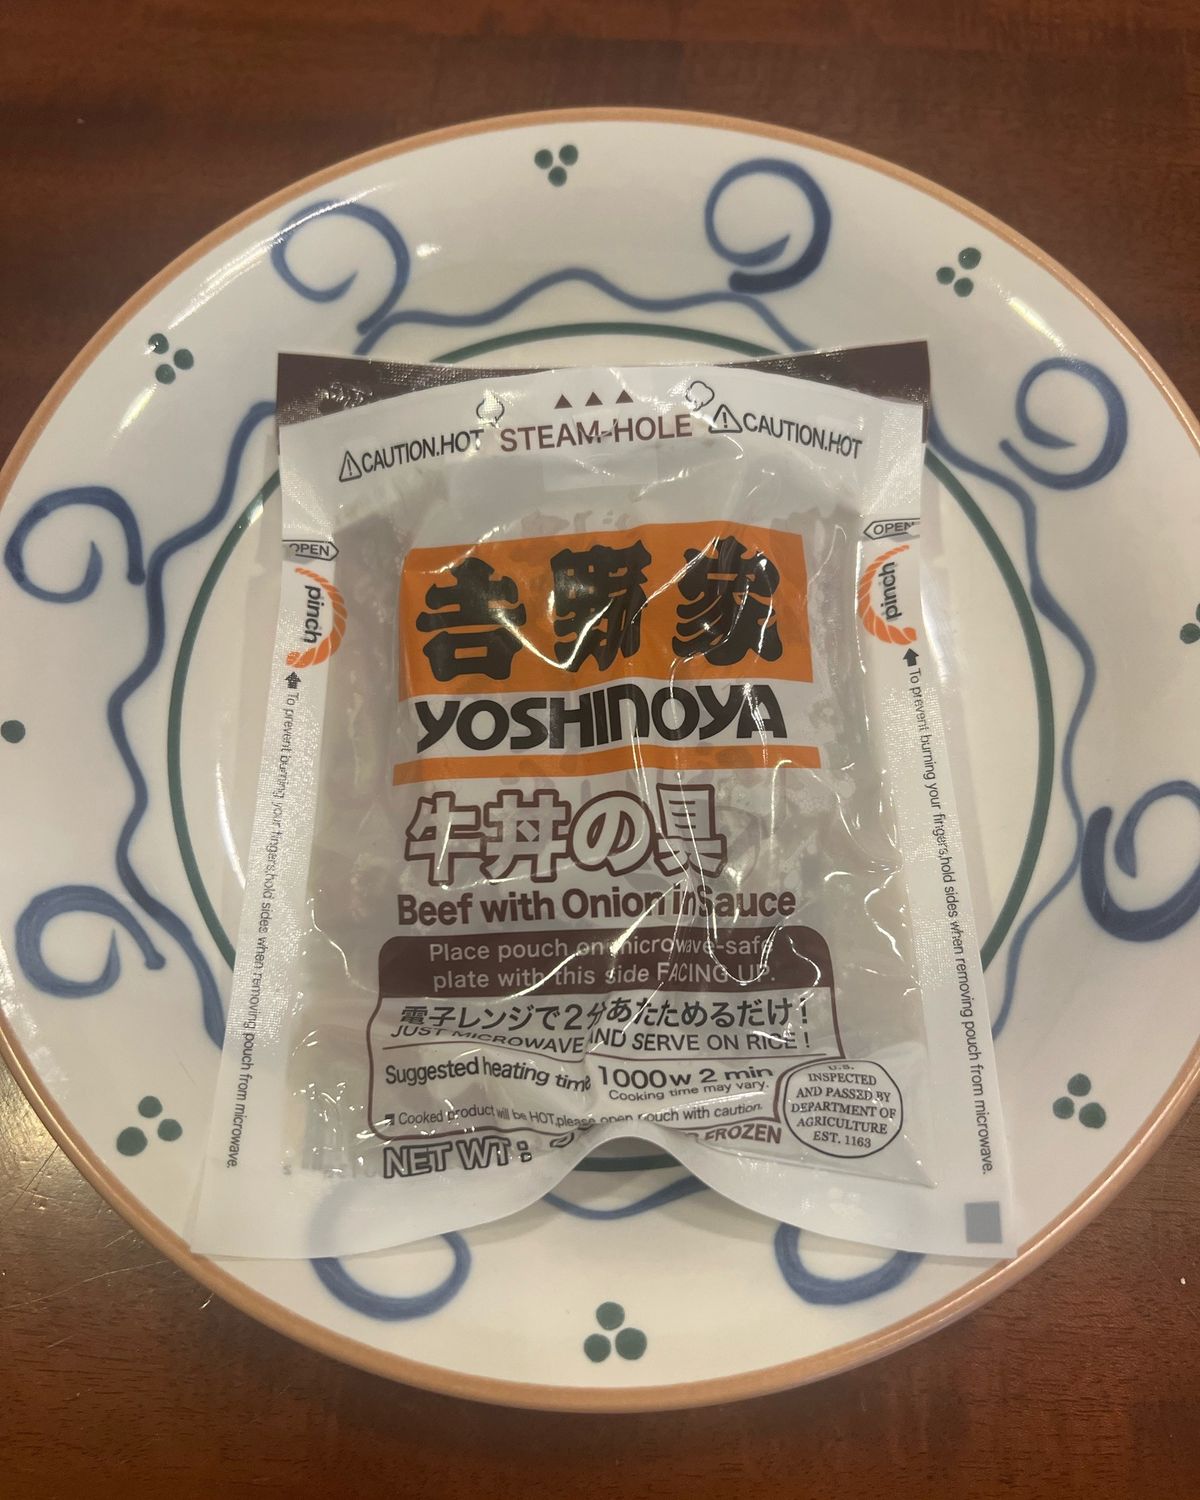 CAUTION.HOT
STEAM-HOLE
CAUTION.HOT
OPEN
pinch
To prevent burning your fingers,hold sides when removing pouch from microwave.
OPEN
pinch
To prevent burning your fingers,hold sides when removing pouch from microwave.
吉野家
YOSHINOYA
牛丼の具
Beef with Onion in Sauce
Place pouch on microwave-safe
plate with this side FACING UP.
電子レンジで2分あたためるだけ!
JUST MICROWAVE AND SERVE ON RICE!
Suggested heating time
1000w 2 min
Cooking time may vary.
Cooked product will be HOT,please open pouch with caution.
NET WT:
FROZEN
U.S.
INSPECTED
AND PASSED BY
DEPARTMENT OF
AGRICULTURE
EST. 1163